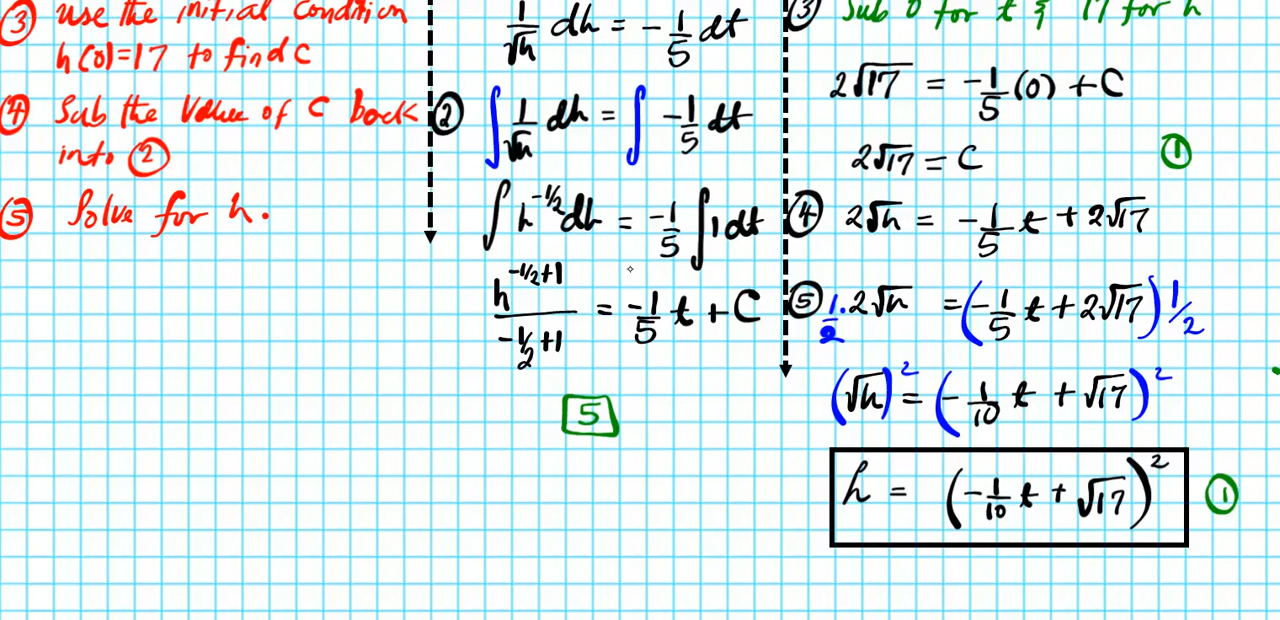 ③ Use the initial condition
h(0)=17 to find C
④ Sub the Value of C back
into ②
⑤ Solve for h.
1/√h dh = -1/5 dt
② ∫ 1/√h dh = ∫ -1/5 dt
∫ h^(-1/2) dh = -1/5 ∫ 1 dt
h^(-1/2+1)/(-1/2+1) = -1/5 t + C
5
③ Sub 0 for t & 17 for h
2√17 = -1/5 (0) + C
2√17 = C ①
④ 2√h = -1/5 t + 2√17
⑤ 1/2 · 2√h = (-1/5 t + 2√17) 1/2
(√h)² = (-1/10 t + √17)²
h = (-1/10 t + √17)² ①